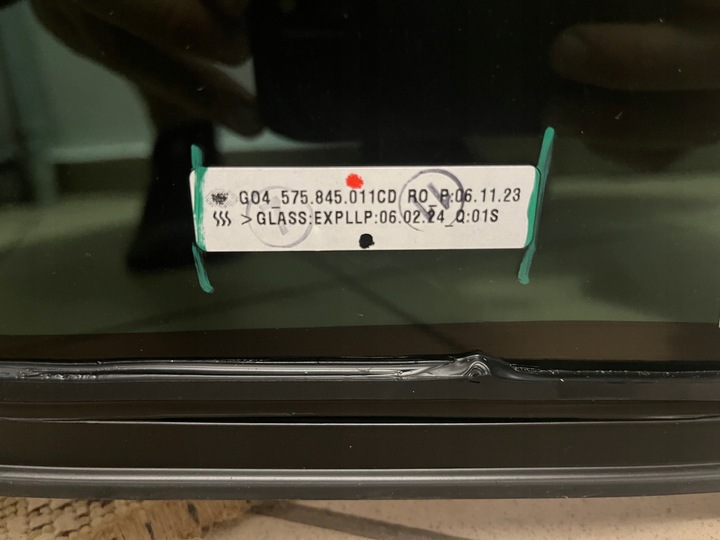 G04_575.845.011CD RO_P:06.11.23
>GLASS:EXPLLP:06.02.24_Q:01S